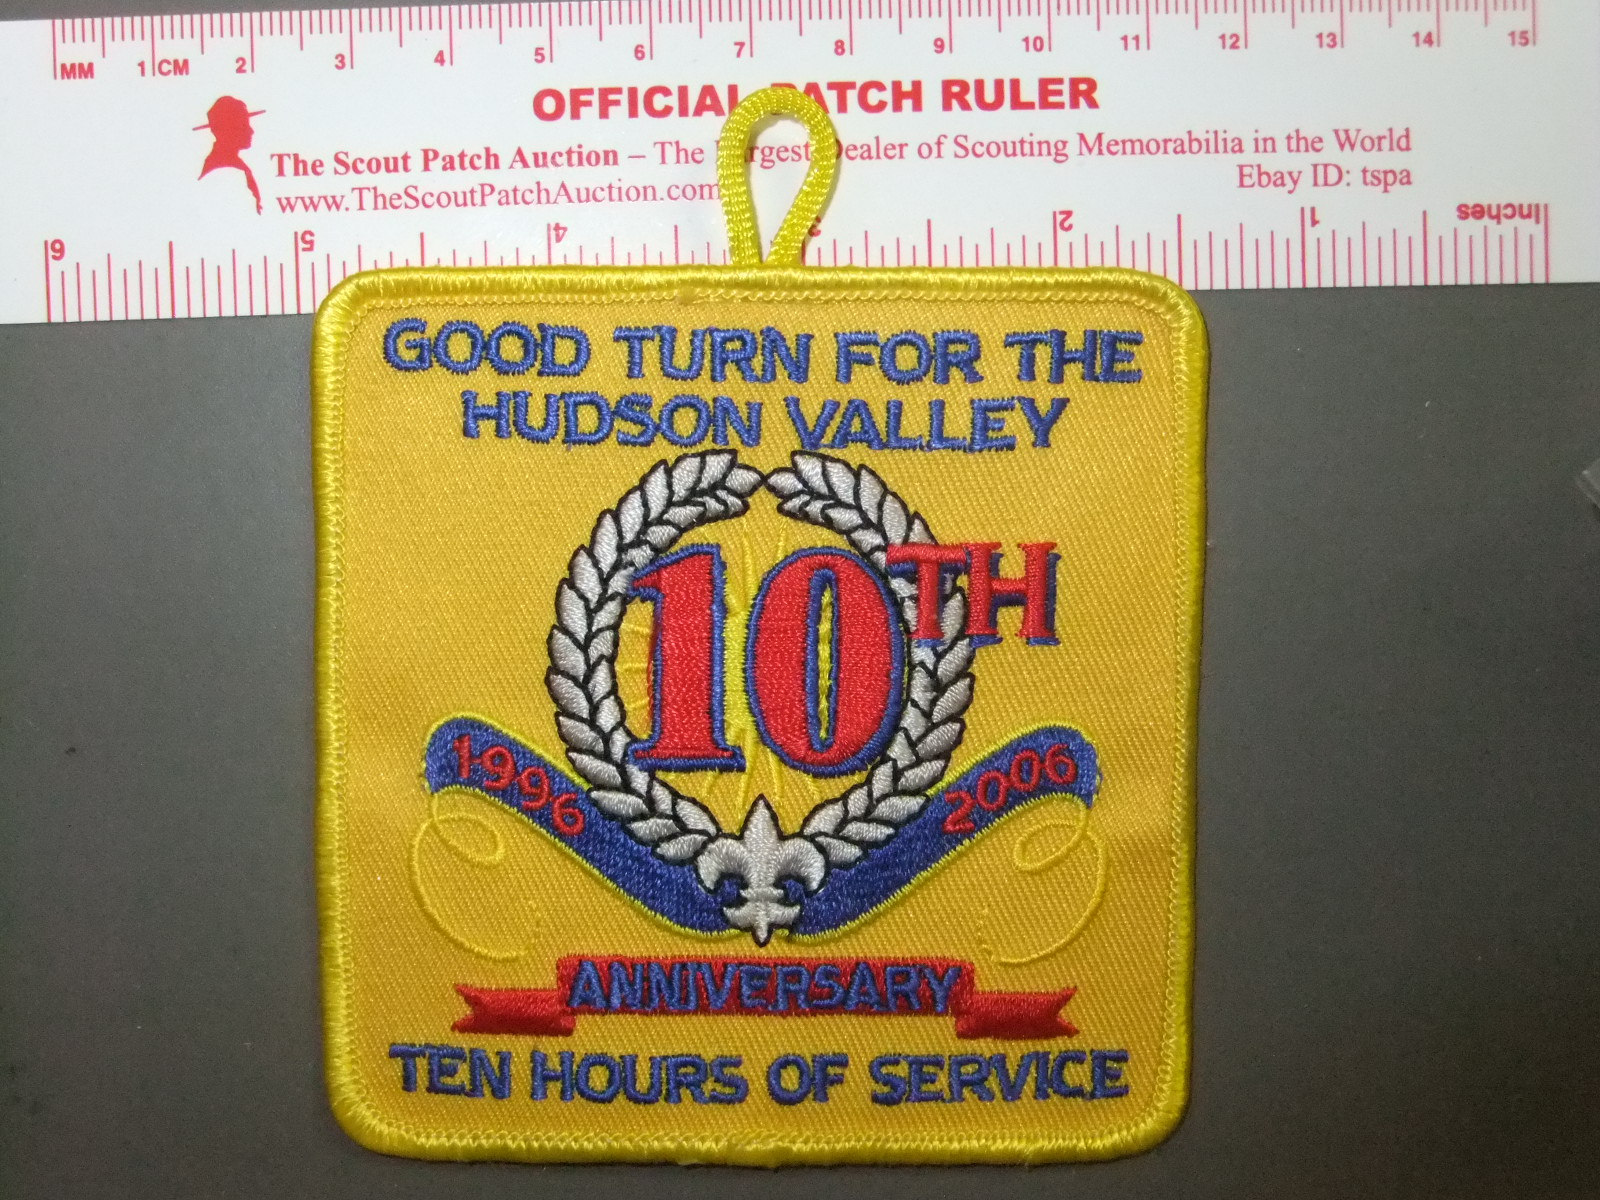 MM 1 CM 2 3 4 5 6 7 8 9 10 11 12 13 14 15
OFFICIAL PATCH RULER
The Scout Patch Auction – The Largest Dealer of Scouting Memorabilia in the World
www.TheScoutPatchAuction.com
Ebay ID: tspa
6 5 4 3 2 1 Inches
GOOD TURN FOR THE
HUDSON VALLEY
10TH
1996 2006
ANNIVERSARY
TEN HOURS OF SERVICE